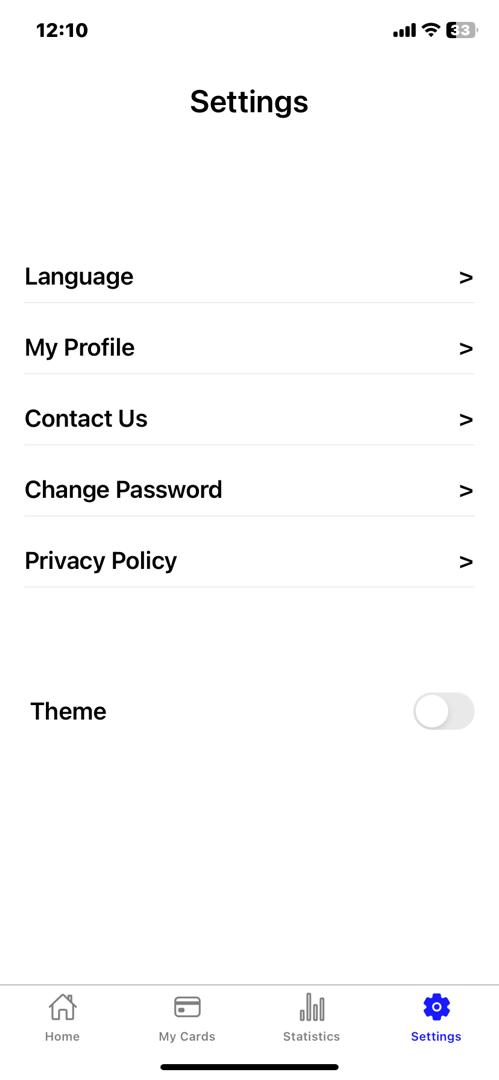 12:10
33
Settings
Language >
My Profile >
Contact Us >
Change Password >
Privacy Policy >
Theme
Home My Cards Statistics Settings